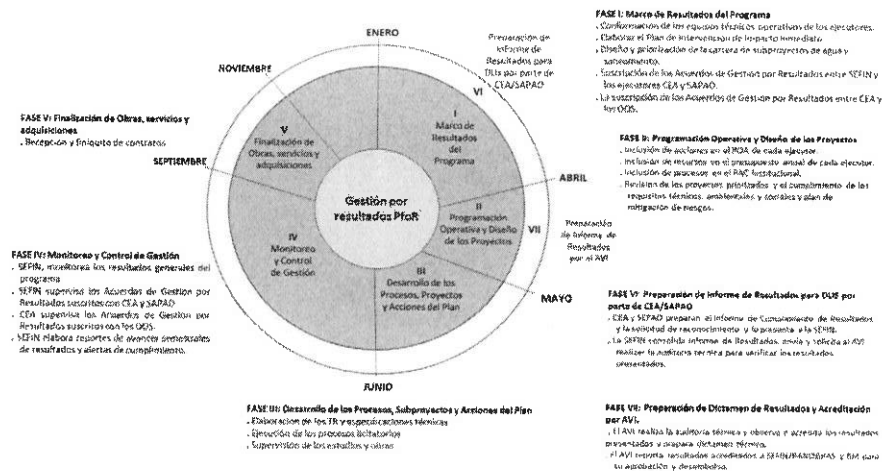 ENERO
Preparación de
Informe de
Resultados para
DLIs por parte de
CEA/SAPAO
VI
I
Marco de
Resultados
del
Programa
ABRIL
II
Programación
Operativa y Diseño
de los Proyectos
VII
Preparación
de Informe de
Resultados
por el AVI
MAYO
III
Desarrollo de los
Procesos, Proyectos
y Acciones del Plan
JUNIO
IV
Monitoreo
y Control
de Gestión
SEPTIEMBRE
V
Finalización de
Obras, servicios y
adquisiciones
NOVIEMBRE
Gestión por
resultados PfoR
FASE I: Marco de Resultados del Programa
. Conformación de los equipos técnicos operativos de los ejecutores.
. Elaborar el Plan de Intervención de Impacto Inmediato.
. Diseño y priorización de la cartera de subproyectos de agua y
saneamiento.
. Suscripción de los Acuerdos de Gestión por Resultados entre SEFIN y
los ejecutores CEA y SAPAO.
. La suscripción de los Acuerdos de Gestión por Resultados entre CEA y
los OOS.
FASE II: Programación Operativa y Diseño de los Proyectos
. Inclusión de acciones en el POA de cada ejecutor.
. Inclusión de recursos en el presupuesto anual de cada ejecutor.
. Inclusión de procesos en el PAC Institucional.
. Revisión de los proyectos priorizados y el cumplimiento de los
requisitos técnicos, ambientales y sociales y plan de
mitigación de riesgos.
FASE VI: Preparación de Informe de Resultados para DLIS por
parte de CEA/SAPAO
. CEA y SEPAO preparan el Informe de Cumplimiento de Resultados
y la solicitud de reconocimiento y la presenta a la SEFIN.
. La SEFIN consolida informe de Resultados, envía y solicita al AVI
realizar la auditoria técnica para verificar los resultados
presentados.
FASE VII: Preparación de Dictamen de Resultados y Acreditación
por AVI.
. El AVI realiza la auditoria técnica y observa o acredita los resultados
presentados y prepara dictamen técnico.
. El AVI reporta resultados acreditados a SEFIN/BANOBRAS y BM para
su aprobación y desembolso.
FASE III: Desarrollo de los Procesos, Subproyectos y Acciones del Plan
. Elaboración de los TR y especificaciones técnicas
. Ejecución de los procesos licitatorios
. Supervisión de los estudios y obras
FASE IV: Monitoreo y Control de Gestión
. SEFIN, monitorea los resultados generales del
programa
. SEFIN supervisa los Acuerdos de Gestión por
Resultados suscritos con CEA y SAPAO
. CEA supervisa los Acuerdos de Gestión por
Resultados suscritos con los OOS.
. SEFIN elabora reportes de avances semestrales
de resultados y alertas de cumplimiento.
FASE V: Finalización de Obras, servicios y
adquisiciones
. Recepción y finiquito de contratos